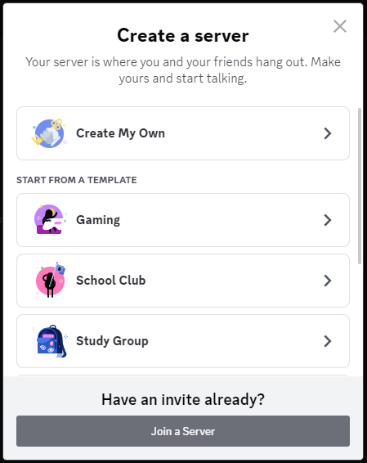 Create a server
Your server is where you and your friends hang out. Make
yours and start talking.
Create My Own
START FROM A TEMPLATE
Gaming
School Club
Study Group
Have an invite already?
Join a Server